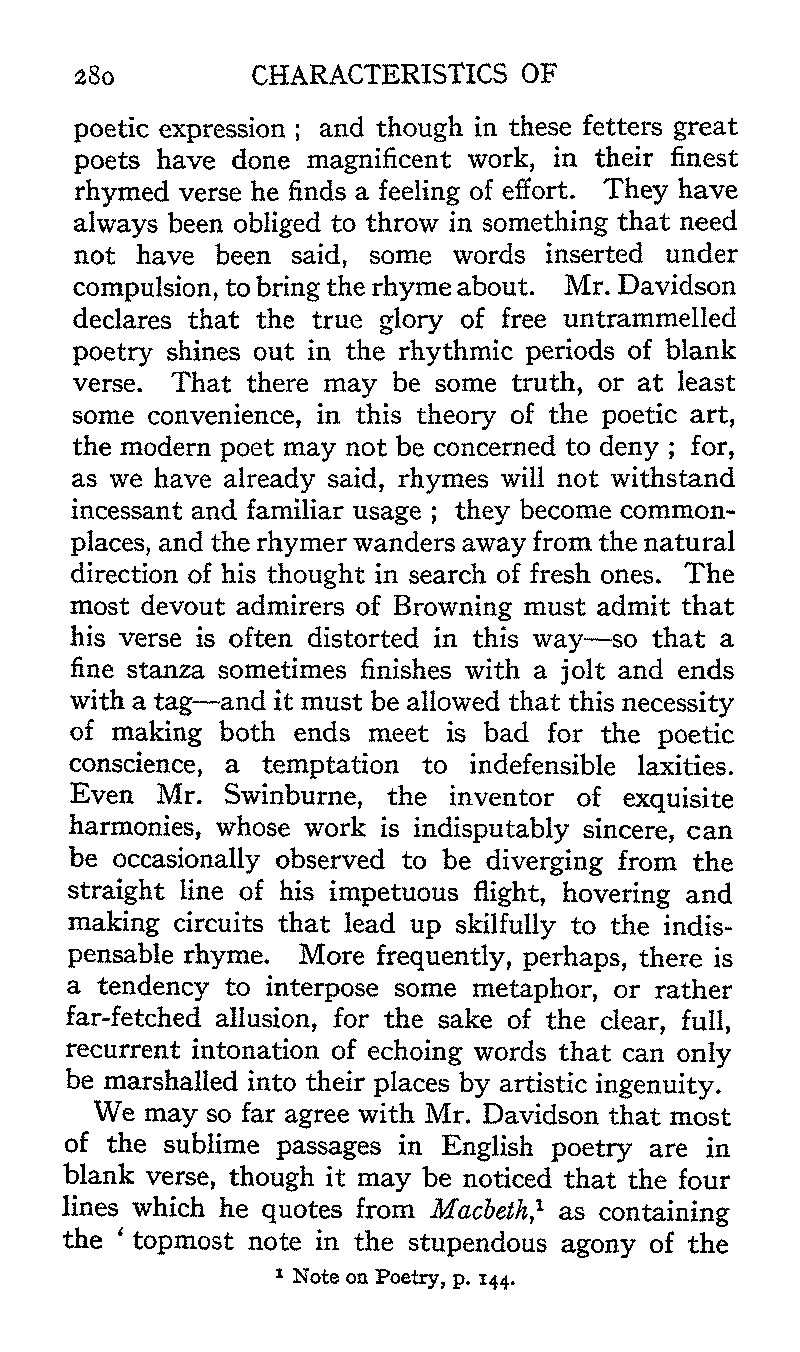 280 CHARACTERISTICS OF
poetic expression ; and though in these fetters great
poets have done magnificent work, in their finest
rhymed verse he finds a feeling of effort. They have
always been obliged to throw in something that need
not have been said, some words inserted under
compulsion, to bring the rhyme about. Mr. Davidson
declares that the true glory of free untrammelled
poetry shines out in the rhythmic periods of blank
verse. That there may be some truth, or at least
some convenience, in this theory of the poetic art,
the modern poet may not be concerned to deny ; for,
as we have already said, rhymes will not withstand
incessant and familiar usage ; they become common-
places, and the rhymer wanders away from the natural
direction of his thought in search of fresh ones. The
most devout admirers of Browning must admit that
his verse is often distorted in this way—so that a
fine stanza sometimes finishes with a jolt and ends
with a tag—and it must be allowed that this necessity
of making both ends meet is bad for the poetic
conscience, a temptation to indefensible laxities.
Even Mr. Swinburne, the inventor of exquisite
harmonies, whose work is indisputably sincere, can
be occasionally observed to be diverging from the
straight line of his impetuous flight, hovering and
making circuits that lead up skilfully to the indis-
pensable rhyme. More frequently, perhaps, there is
a tendency to interpose some metaphor, or rather
far-fetched allusion, for the sake of the clear, full,
recurrent intonation of echoing words that can only
be marshalled into their places by artistic ingenuity.
We may so far agree with Mr. Davidson that most
of the sublime passages in English poetry are in
blank verse, though it may be noticed that the four
lines which he quotes from Macbeth,¹ as containing
the ‘ topmost note in the stupendous agony of the
¹ Note on Poetry, p. 144.